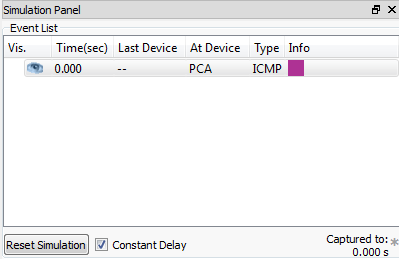 Simulation Panel
Event List
Vis. Time(sec) Last Device At Device Type Info
0.000 -- PCA ICMP
Reset Simulation Constant Delay Captured to:
0.000 s